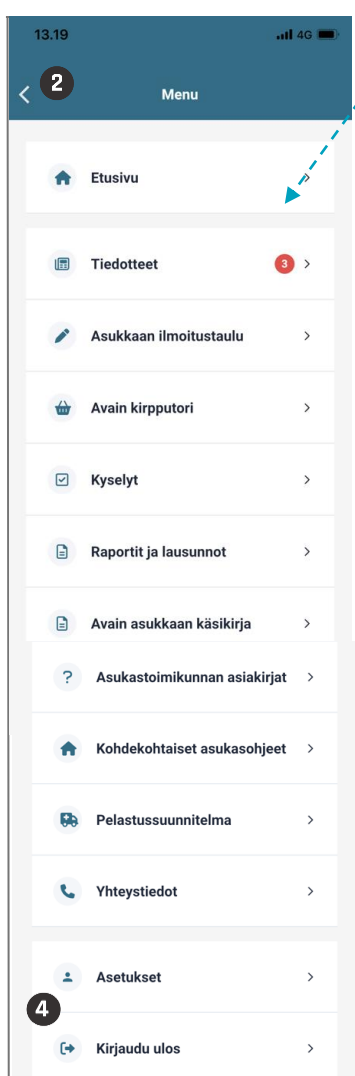 13.19
4G
2
Menu
Etusivu
Tiedotteet 3
Asukkaan ilmoitustaulu
Avain kirpputori
Kyselyt
Raportit ja lausunnot
Avain asukkaan käsikirja
? Asukastoimikunnan asiakirjat
Kohdekohtaiset asukasohjeet
Pelastussuunnitelma
Yhteystiedot
Asetukset
4
Kirjaudu ulos